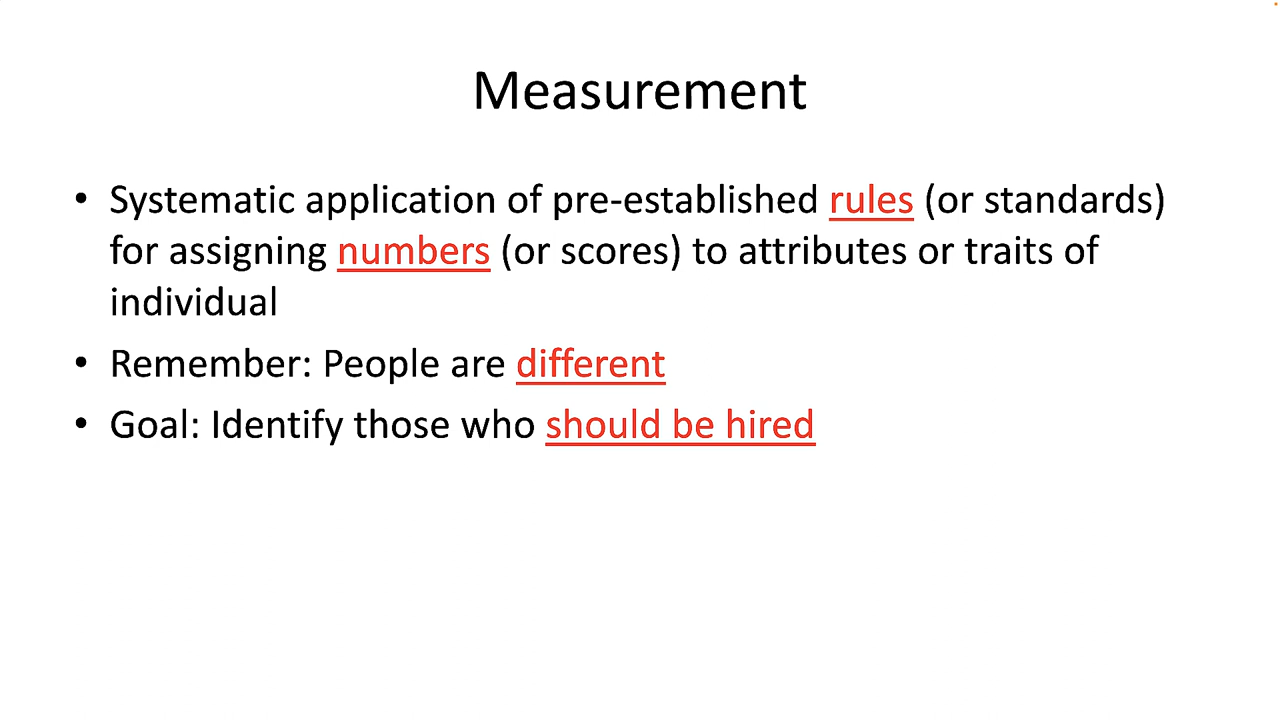 Measurement
• Systematic application of pre-established rules (or standards)
for assigning numbers (or scores) to attributes or traits of
individual
• Remember: People are different
• Goal: Identify those who should be hired